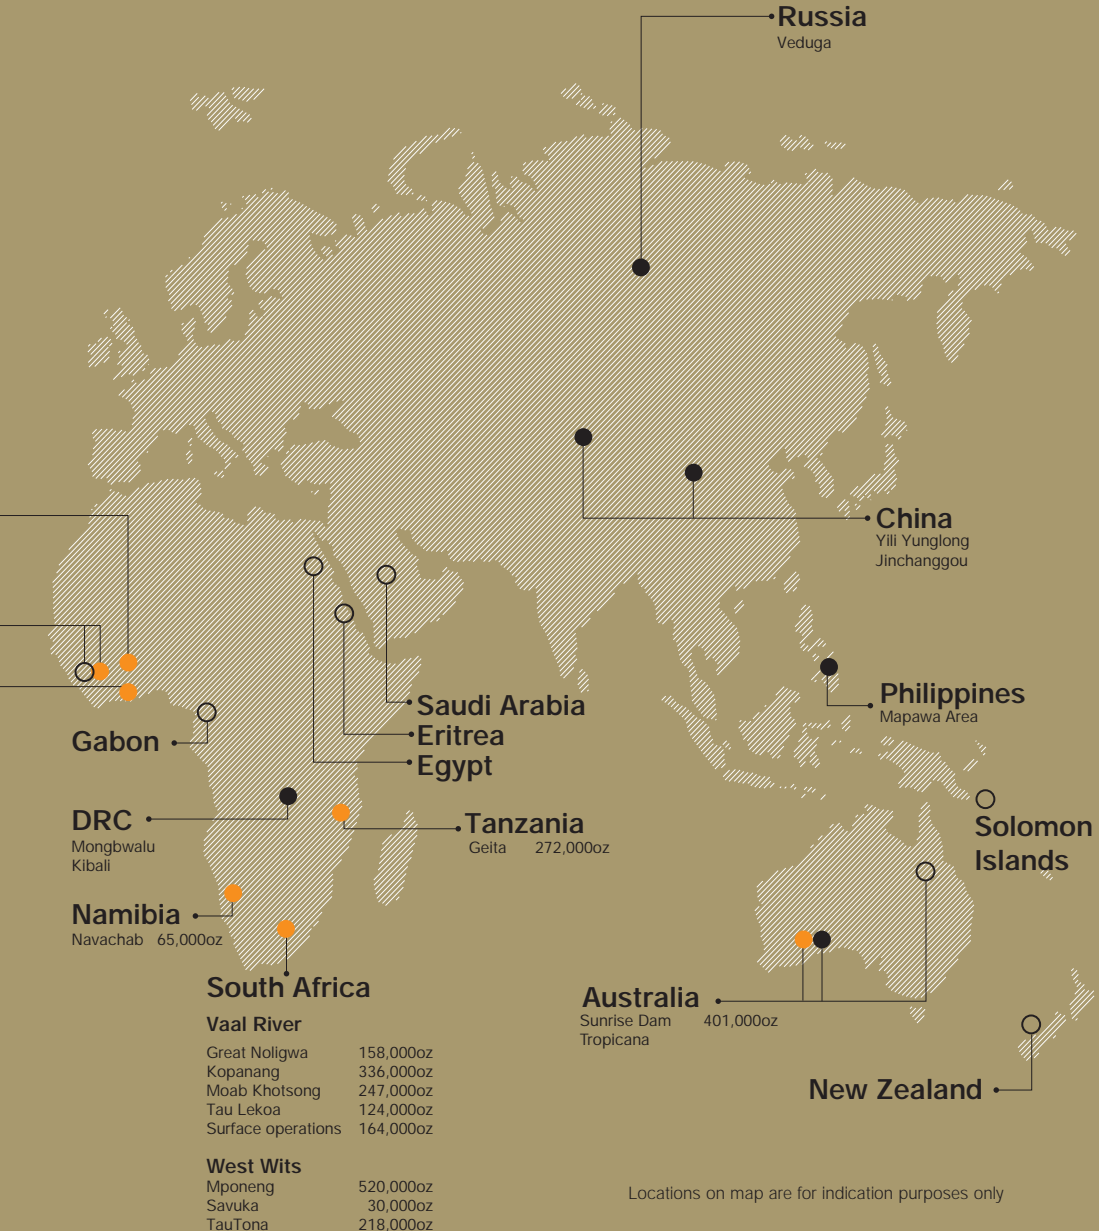 Russia
Veduga
China
Yili Yunglong
Jinchanggou
Philippines
Mapawa Area
Saudi Arabia
Eritrea
Egypt
Gabon
DRC
Mongbwalu
Kibali
Tanzania
Geita 272,000oz
Solomon
Islands
Namibia
Navachab 65,000oz
South Africa
Vaal River
Great Noligwa 158,000oz
Kopanang 336,000oz
Moab Khotsong 247,000oz
Tau Lekoa 124,000oz
Surface operations 164,000oz
West Wits
Mponeng 520,000oz
Savuka 30,000oz
TauTona 218,000oz
Australia
Sunrise Dam 401,000oz
Tropicana
New Zealand
Locations on map are for indication purposes only